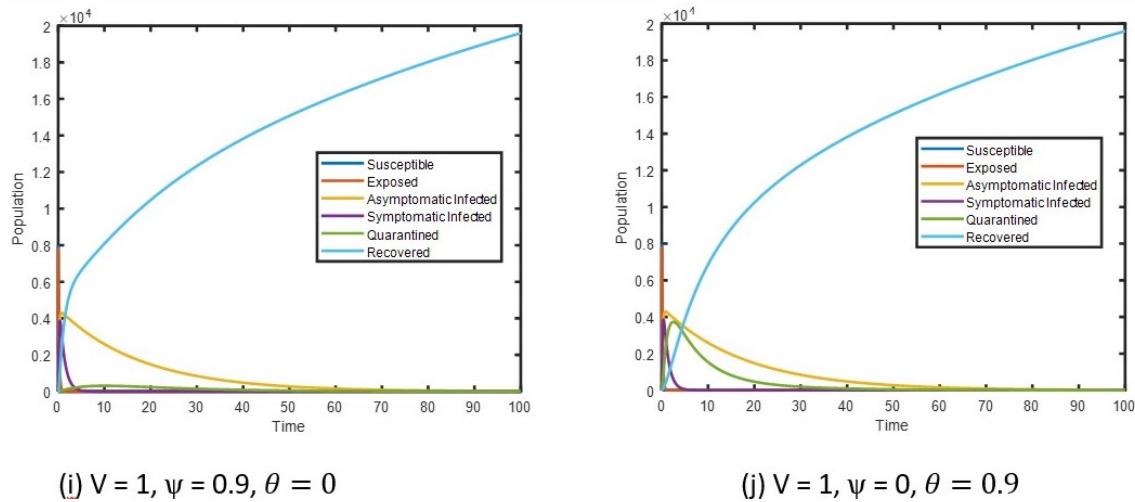 ×10⁴
2
1.8
1.6
1.4
1.2
1
0.8
0.6
0.4
0.2
0
Population
0 10 20 30 40 50 60 70 80 90 100
Time
Susceptible
Exposed
Asymptomatic Infected
Symptomatic Infected
Quarantined
Recovered
(i) V = 1, ψ = 0.9, θ = 0
×10⁴
2
1.8
1.6
1.4
1.2
1
0.8
0.6
0.4
0.2
0
Population
0 10 20 30 40 50 60 70 80 90 100
Time
Susceptible
Exposed
Asymptomatic Infected
Symptomatic Infected
Quarantined
Recovered
(j) V = 1, ψ = 0, θ = 0.9